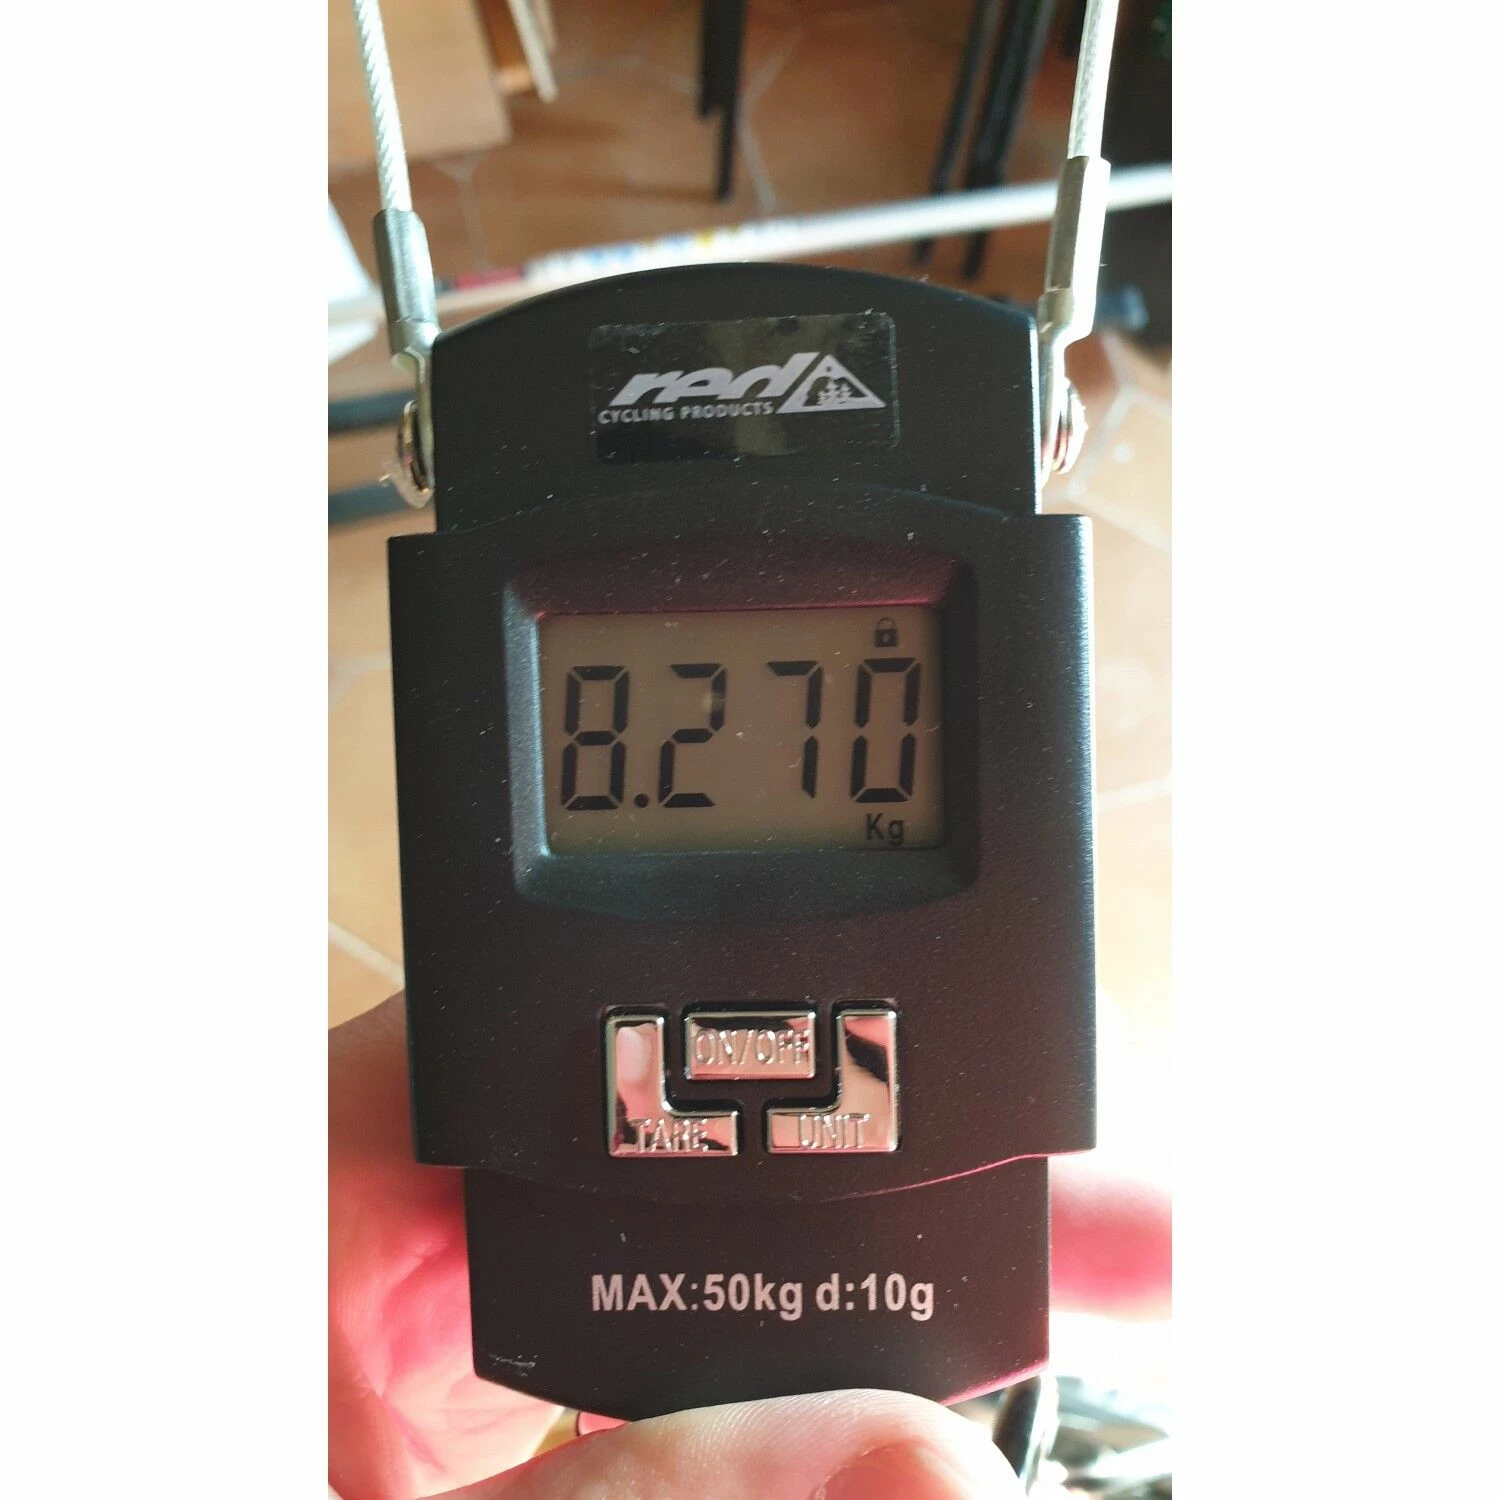 red
CYCLING PRODUCTS
8.270
Kg
ON/OFF
TARE UNIT
MAX:50kg d:10g